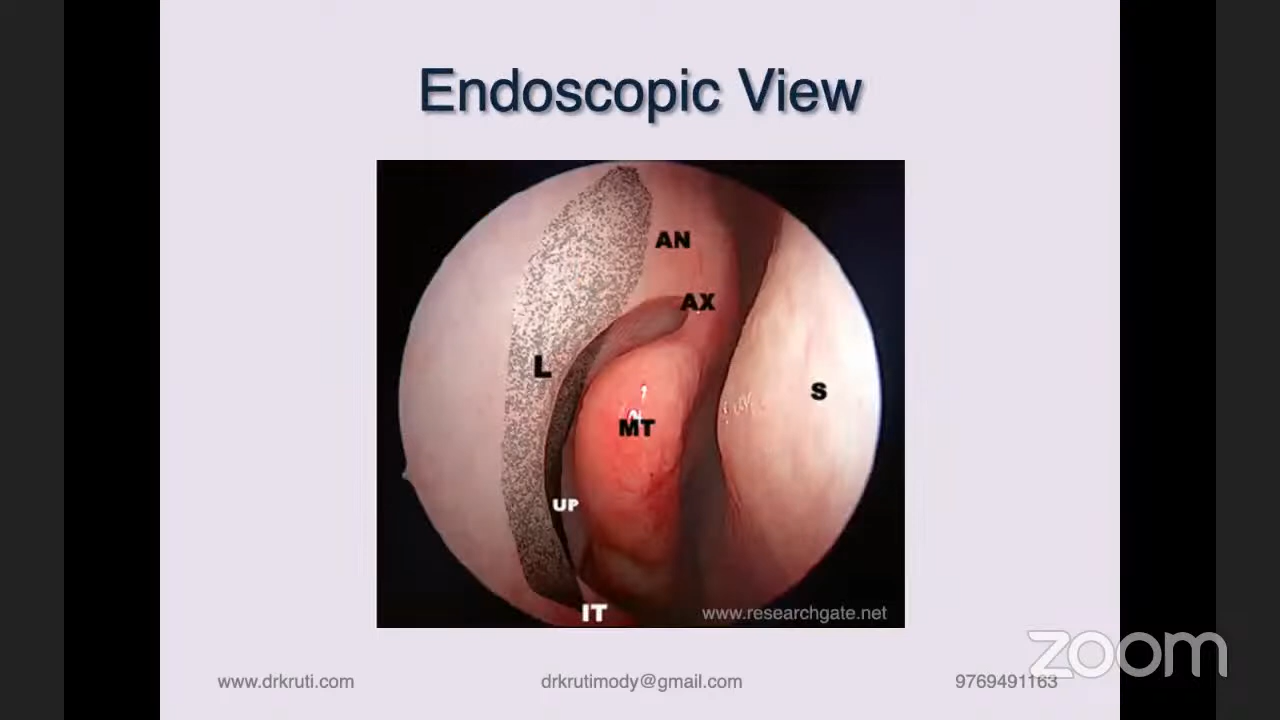 Endoscopic View
AN
AX
L
S
MT
UP
IT
www.researchgate.net
zoom
www.drkruti.com
drkrutimody@gmail.com
9769491163